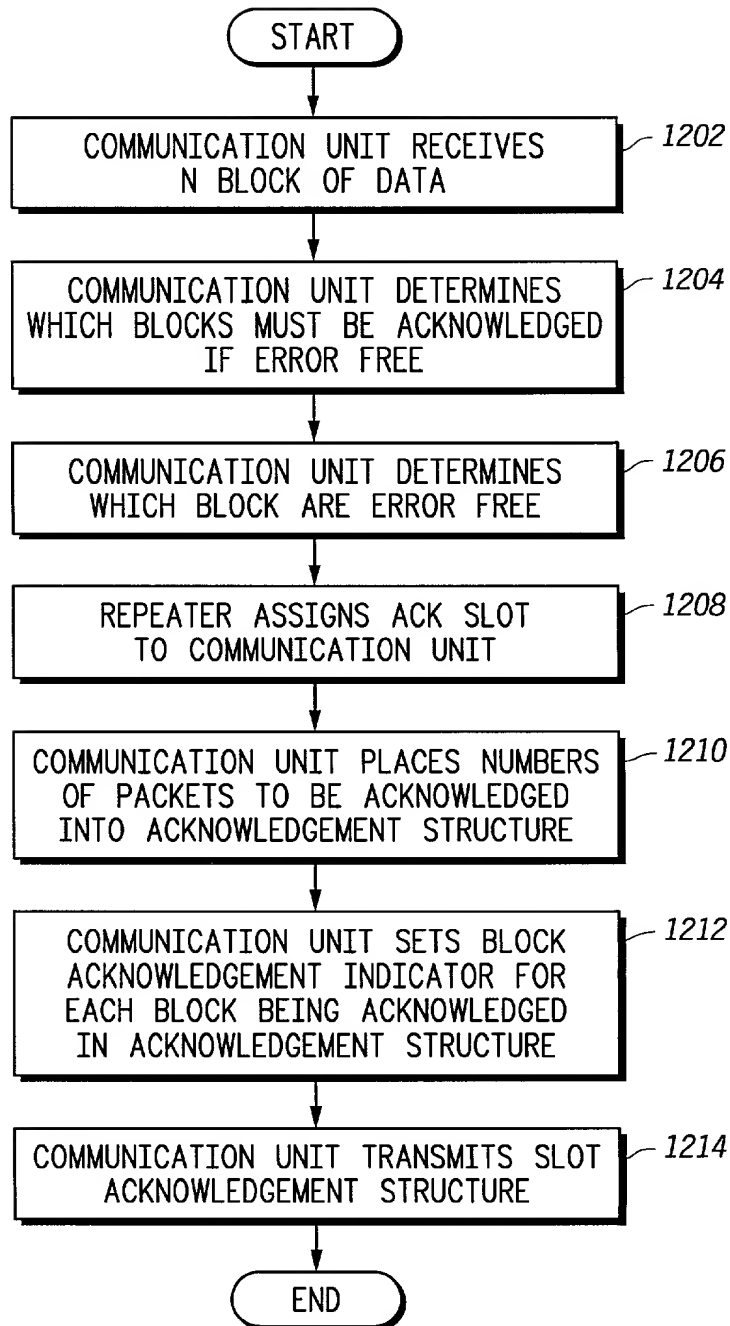 START
COMMUNICATION UNIT RECEIVES
N BLOCK OF DATA
1202
COMMUNICATION UNIT DETERMINES
WHICH BLOCKS MUST BE ACKNOWLEDGED
IF ERROR FREE
1204
COMMUNICATION UNIT DETERMINES
WHICH BLOCK ARE ERROR FREE
1206
REPEATER ASSIGNS ACK SLOT
TO COMMUNICATION UNIT
1208
COMMUNICATION UNIT PLACES NUMBERS
OF PACKETS TO BE ACKNOWLEDGED
INTO ACKNOWLEDGEMENT STRUCTURE
1210
COMMUNICATION UNIT SETS BLOCK
ACKNOWLEDGEMENT INDICATOR FOR
EACH BLOCK BEING ACKNOWLEDGED
IN ACKNOWLEDGEMENT STRUCTURE
1212
COMMUNICATION UNIT TRANSMITS SLOT
ACKNOWLEDGEMENT STRUCTURE
1214
END